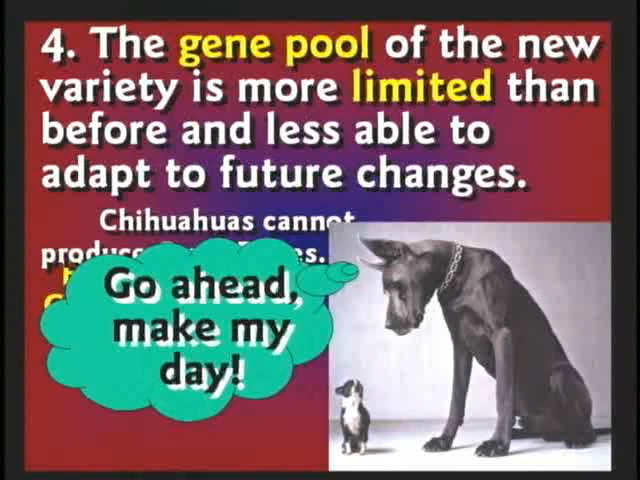 4. The gene pool of the new
variety is more limited than
before and less able to
adapt to future changes.
Chihuahuas cannot
Go ahead,
make my
day!